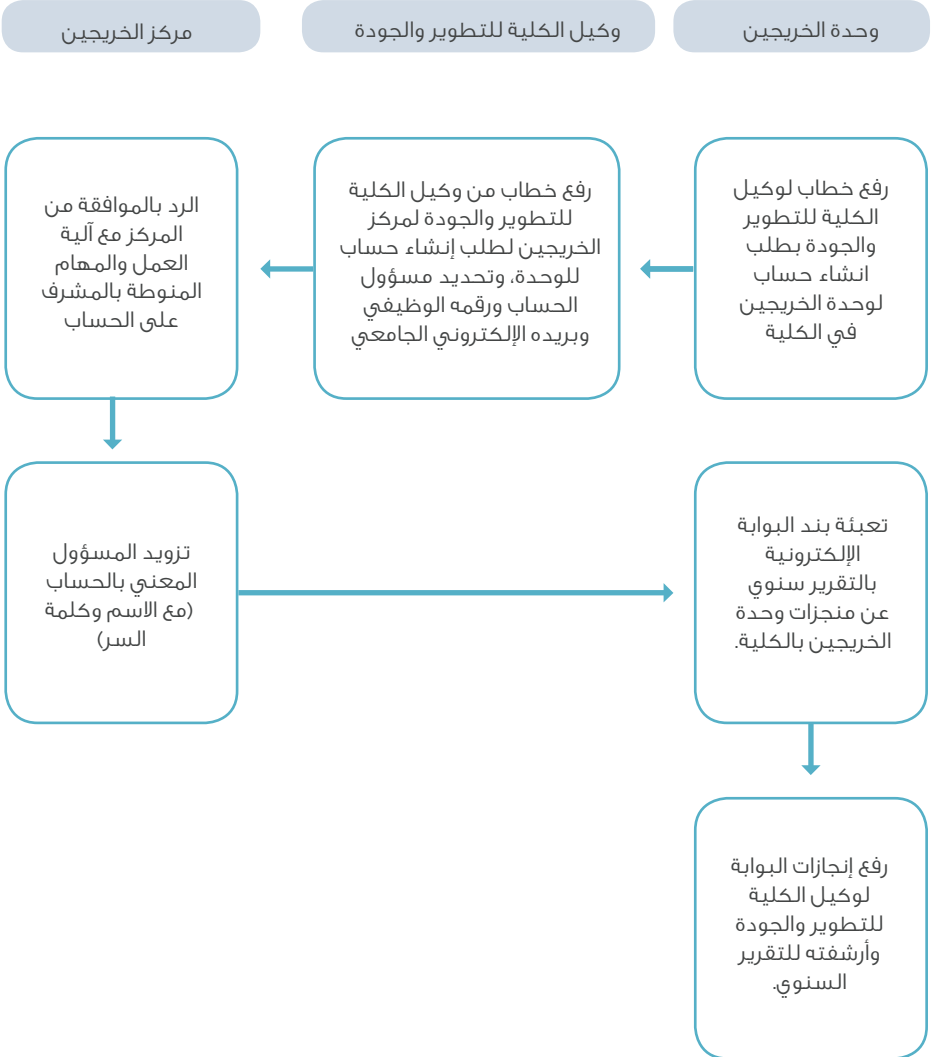 وحدة الخريجين
وكيل الكلية للتطوير والجودة
مركز الخريجين
رفع خطاب لوكيل
الكلية للتطوير
والجودة بطلب
انشاء حساب
لوحدة الخريجين
في الكلية
رفع خطاب من وكيل الكلية
للتطوير والجودة لمركز
الخريجين لطلب إنشاء حساب
للوحدة، وتحديد مسؤول
الحساب ورقمه الوظيفي
وبريده الإلكتروني الجامعي
الرد بالموافقة من
المركز مع آلية
العمل والمهام
المنوطة بالمشرف
على الحساب
تزويد المسؤول
المعني بالحساب
(مع الاسم وكلمة
السر)
تعبئة بند البوابة
الإلكترونية
بالتقرير سنوي
عن منجزات وحدة
الخريجين بالكلية.
رفع إنجازات البوابة
لوكيل الكلية
للتطوير والجودة
وأرشفته للتقرير
السنوي.